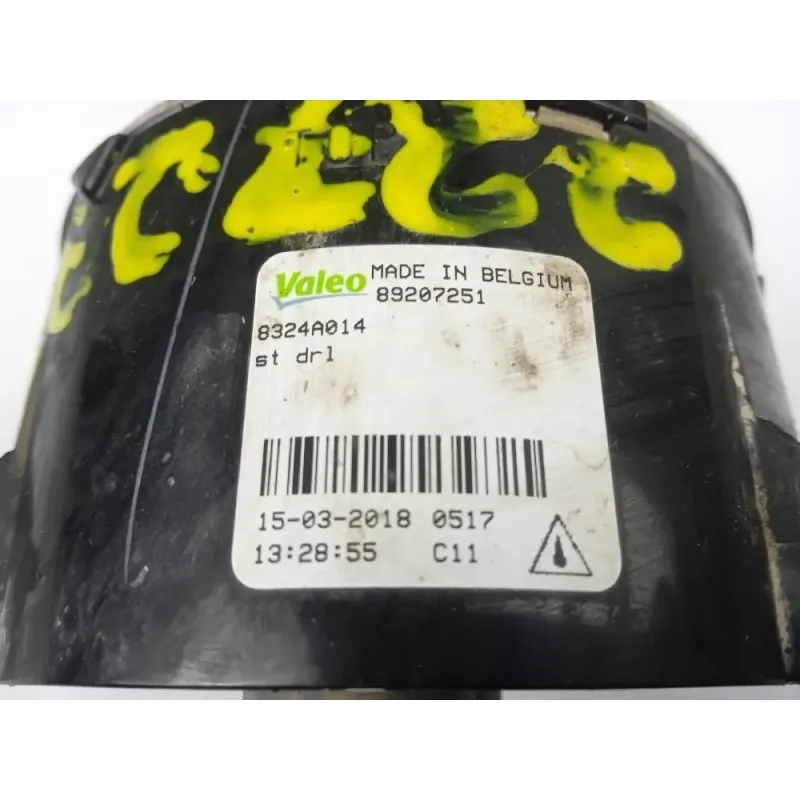 Valeo MADE IN BELGIUM
89207251
8324A014
st drl
15-03-2018 0517
13:28:55 C11